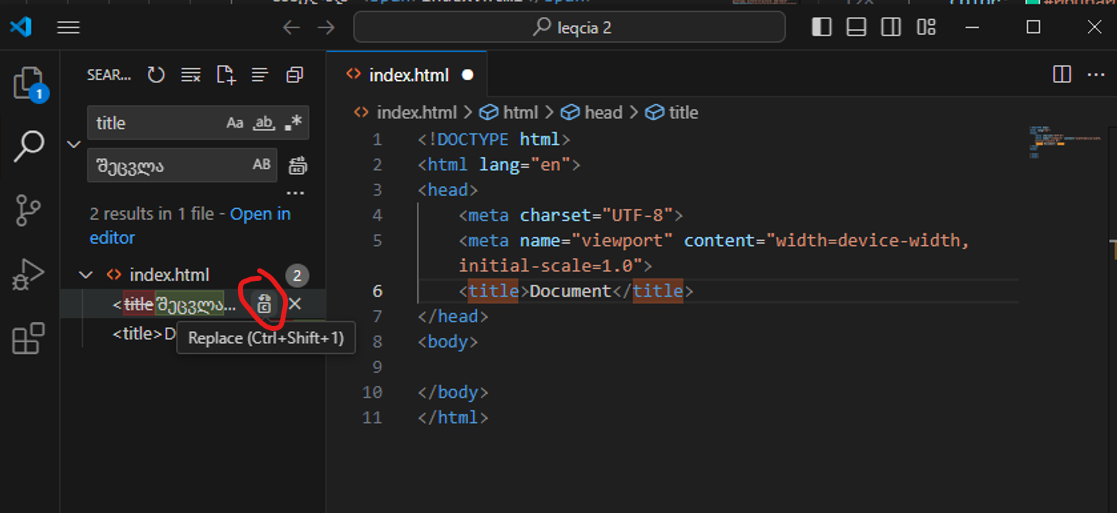 leqcia 2
SEAR...
title
Aa ab .*
შეცვლა
AB
...
2 results in 1 file - Open in
editor
index.html 2
<titleშეცვლა...
<title>D
Replace (Ctrl+Shift+1)
1
index.html
index.html > html > head > title
1 <!DOCTYPE html>
2 <html lang="en">
3 <head>
4 <meta charset="UTF-8">
5 <meta name="viewport" content="width=device-width,
initial-scale=1.0">
6 <title>Document</title>
7 </head>
8 <body>
9
10 </body>
11 </html>